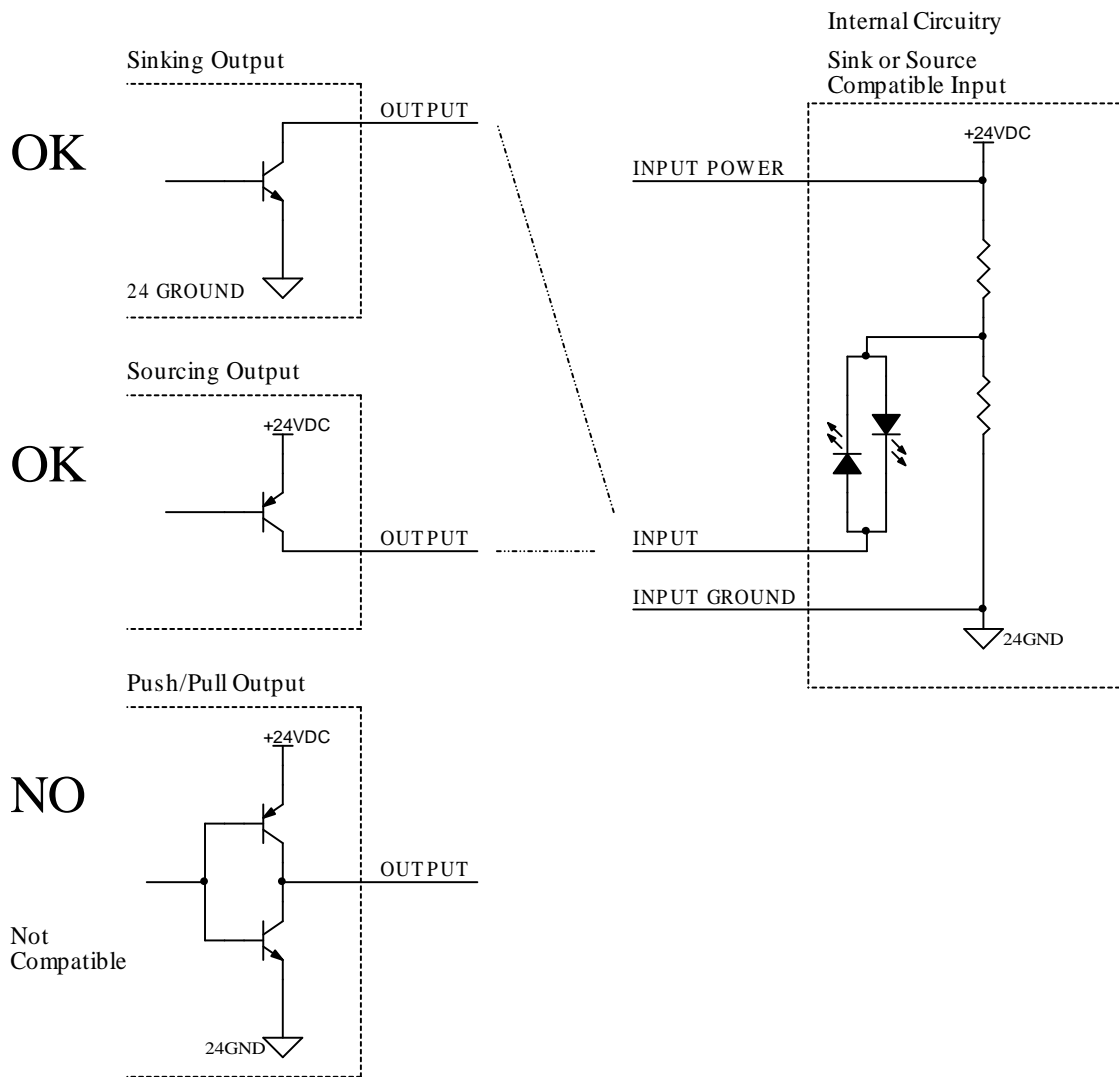 Internal Circuitry
Sink or Source
Compatible Input
+24VDC
INPUT POWER
INPUT
INPUT GROUND
24GND
Sinking Output
OK
OUTPUT
24 GROUND
Sourcing Output
OK
+24VDC
OUTPUT
Push/Pull Output
NO
+24VDC
OUTPUT
Not
Compatible
24GND